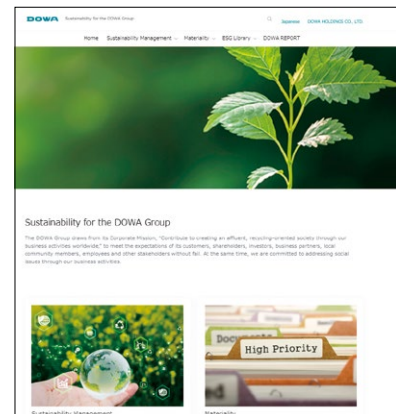 DOWA Sustainability for the DOWA Group Japanese DOWA HOLDINGS CO., LTD
Home Sustainability Management Materiality ESG Library DOWA REPORT
Sustainability for the DOWA Group
The DOWA Group draws from its Corporate Mission, "Contribute to creating an affluent, recycling-oriented society through our
business activities worldwide," to meet the expectations of its customers, shareholders, investors, business partners, local
community members, employees and other stakeholders without fail. At the same time, we are committed to addressing social
issues through our business activities.
Documents
High Priority
Sustainability Management Materiality